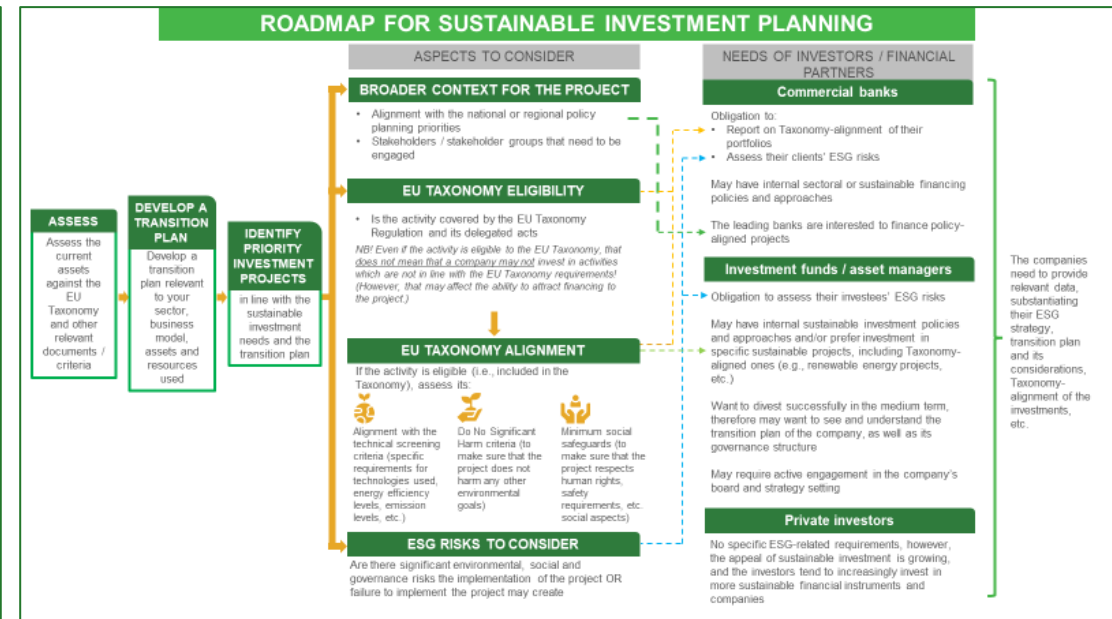 ROADMAP FOR SUSTAINABLE INVESTMENT PLANNING
ASSESS
Assess the
current
assets
against the
EU
Taxonomy
and other
relevant
documents /
criteria
DEVELOP A
TRANSITION
PLAN
Develop a
transition
plan relevant
to your
sector,
business
model,
assets and
resources
used
IDENTIFY
PRIORITY
INVESTMENT
PROJECTS
in line with the
sustainable
investment
needs and the
transition plan
ASPECTS TO CONSIDER
BROADER CONTEXT FOR THE PROJECT
• Alignment with the national or regional policy
planning priorities
• Stakeholders / stakeholder groups that need to be
engaged
EU TAXONOMY ELIGIBILITY
• Is the activity covered by the EU Taxonomy
Regulation and its delegated acts
NB! Even if the activity is eligible to the EU Taxonomy, that
does not mean that a company may not invest in activities
which are not in line with the EU Taxonomy requirements!
(However, that may affect the ability to attract financing to
the project.)
EU TAXONOMY ALIGNMENT
If the activity is eligible (i.e., included in the
Taxonomy), assess its:
Alignment with the
technical screening
criteria (specific
requirements for
technologies used,
energy efficiency
levels, emission
levels, etc.)
Do No Significant
Harm criteria (to
make sure that the
project does not
harm any other
environmental
goals)
Minimum social
safeguards (to
make sure that the
project respects
human rights,
safety
requirements, etc.
social aspects)
ESG RISKS TO CONSIDER
Are there significant environmental, social and
governance risks the implementation of the project OR
failure to implement the project may create
NEEDS OF INVESTORS / FINANCIAL
PARTNERS
Commercial banks
Obligation to:
• Report on Taxonomy-alignment of their
portfolios
• Assess their clients' ESG risks
May have internal sectoral or sustainable financing
policies and approaches
The leading banks are interested to finance policy-
aligned projects
Investment funds / asset managers
Obligation to assess their investees' ESG risks
May have internal sustainable investment policies
and approaches and/or prefer investment in
specific sustainable projects, including Taxonomy-
aligned ones (e.g., renewable energy projects,
etc.)
Want to divest successfully in the medium term,
therefore may want to see and understand the
transition plan of the company, as well as its
governance structure
May require active engagement in the company's
board and strategy setting
Private investors
No specific ESG-related requirements, however,
the appeal of sustainable investment is growing,
and the investors tend to increasingly invest in
more sustainable financial instruments and
companies
The companies
need to provide
relevant data,
substantiating
their ESG
strategy,
transition plan
and its
considerations,
Taxonomy-
alignment of the
investments,
etc.